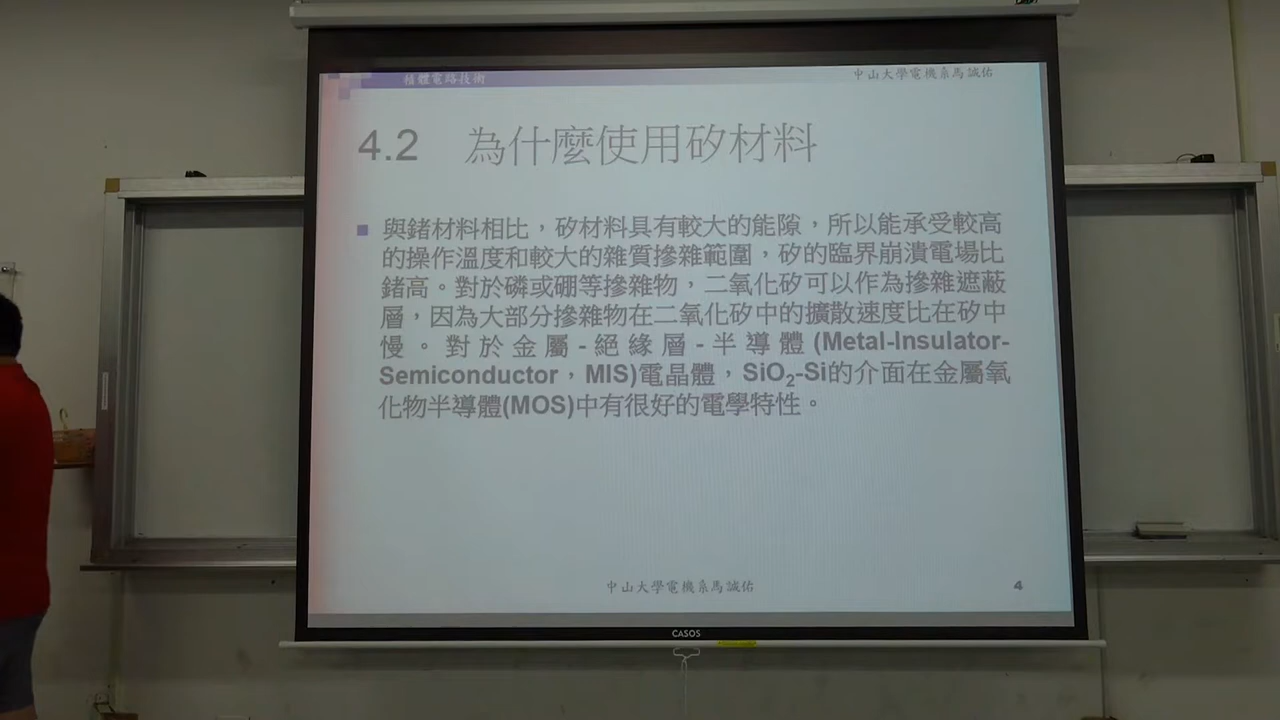 積體電路技術
中山大學電機系馬誠佑
4.2 為什麼使用矽材料
與鍺材料相比，矽材料具有較大的能隙，所以能承受較高
的操作溫度和較大的雜質摻雜範圍，矽的臨界崩潰電場比
鍺高。對於磷或硼等摻雜物，二氧化矽可以作為摻雜遮蔽
層，因為大部分摻雜物在二氧化矽中的擴散速度比在矽中
慢。對於金屬-絕緣層-半導體(Metal-Insulator-
Semiconductor，MIS)電晶體，SiO₂-Si的介面在金屬氧
化物半導體(MOS)中有很好的電學特性。
中山大學電機系馬誠佑
4
CASOS